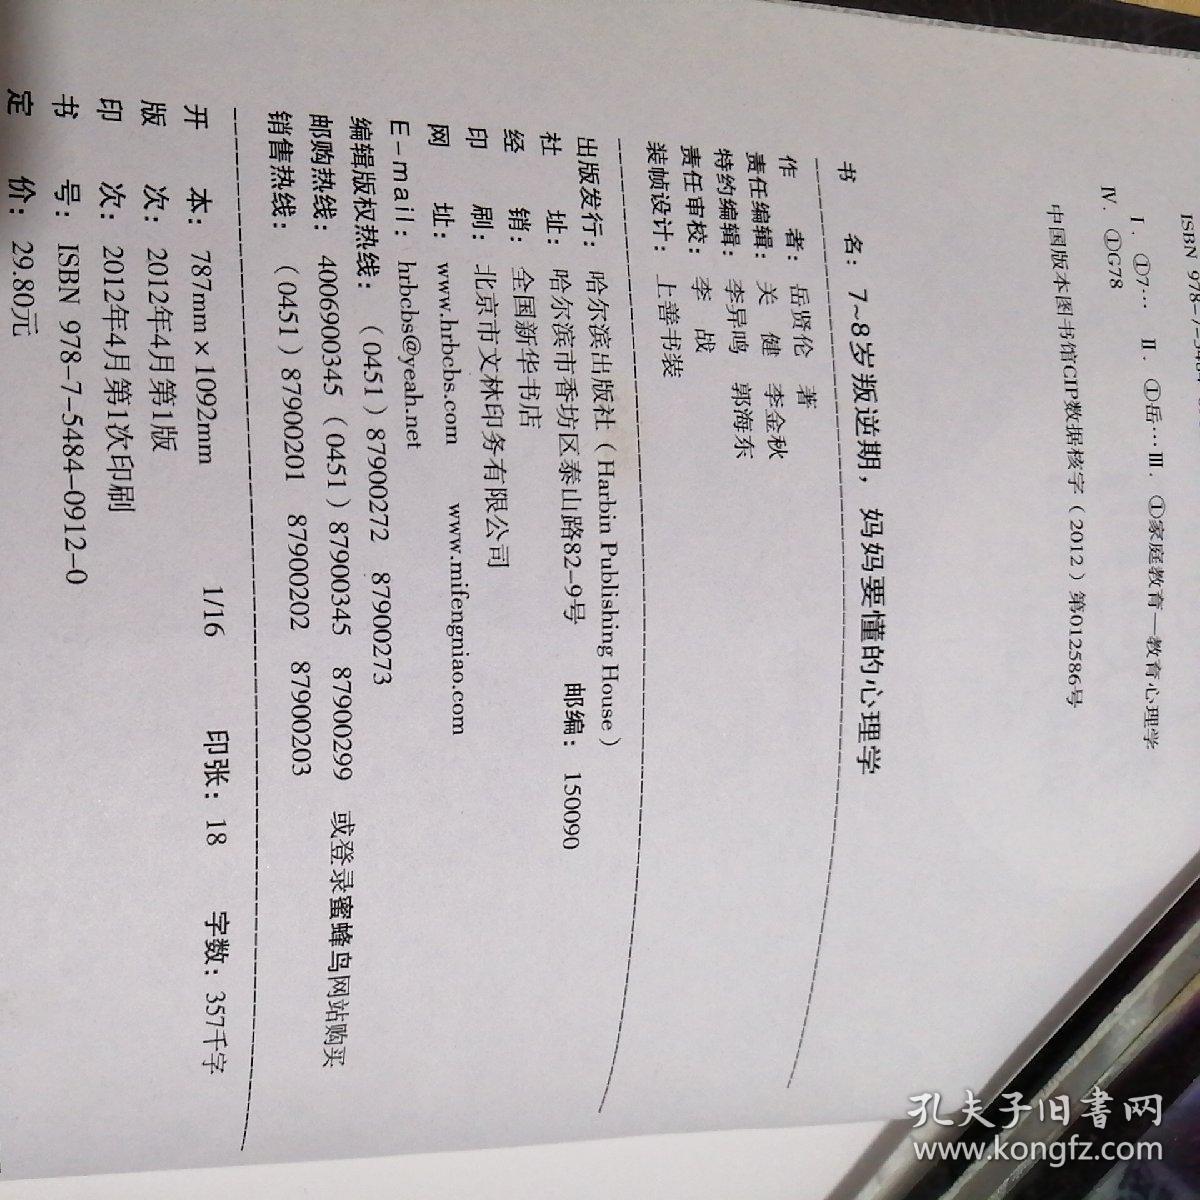 ISBN 978-7-5484-0
Ⅰ. ①7… Ⅱ. ①岳… Ⅲ. ①家庭教育—教育心理学
Ⅳ. ①G78
中国版本图书馆CIP数据核字（2012）第012586号
书 名：7~8岁叛逆期，妈妈要懂的心理学
作 者：岳贤伦 著
责任编辑：关 健 李金秋
特约编辑：李异鸣 郭海东
责任审校：李 战
装帧设计：上善书装
出版发行：哈尔滨出版社（Harbin Publishing House）
社 址：哈尔滨市香坊区泰山路82-9号 邮编：150090
经 销：全国新华书店
印 刷：北京市文林印务有限公司
网 址：www.hrbcbs.com www.mifengniao.com
E-mail：hrbcbs@yeah.net
编辑版权热线：（0451）87900272 87900273
邮购热线：4006900345（0451）87900345 87900299 或登录蜜蜂鸟网站购买
销售热线：（0451）87900201 87900202 87900203
开 本：787mm×1092mm 1/16 印张：18 字数：357千字
版 次：2012年4月第1版
印 次：2012年4月第1次印刷
书 号：ISBN 978-7-5484-0912-0
定 价：29.80元
孔夫子旧书网
www.kongfz.com